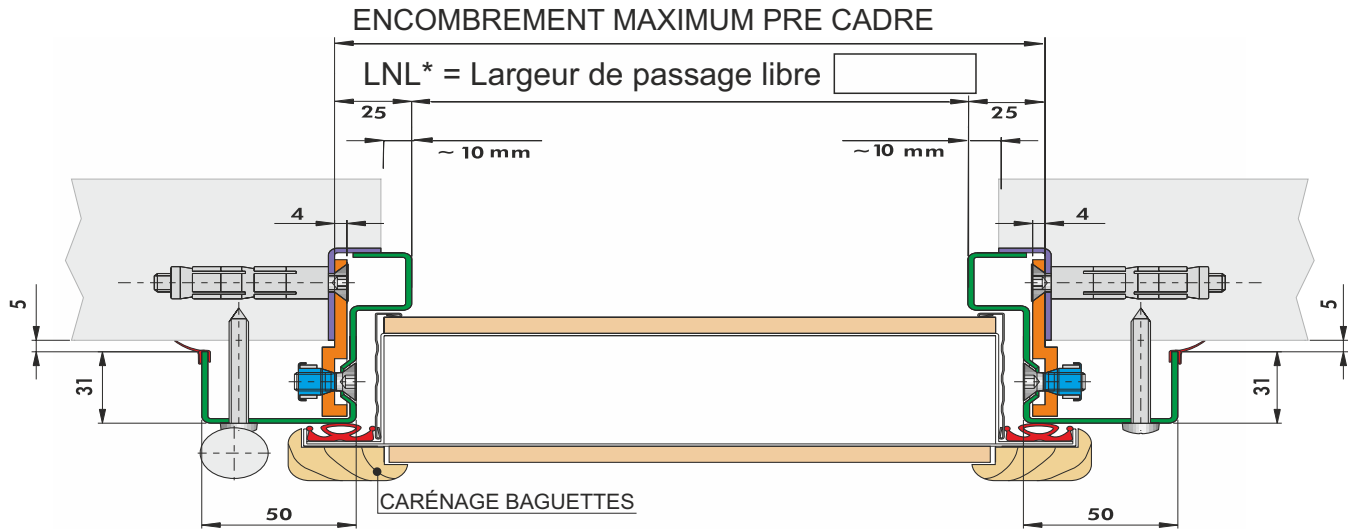 ENCOMBREMENT MAXIMUM PRE CADRE
LNL* = Largeur de passage libre
25
25
~ 10 mm
~ 10 mm
4
4
5
5
31
31
CARÉNAGE BAGUETTES
50
50